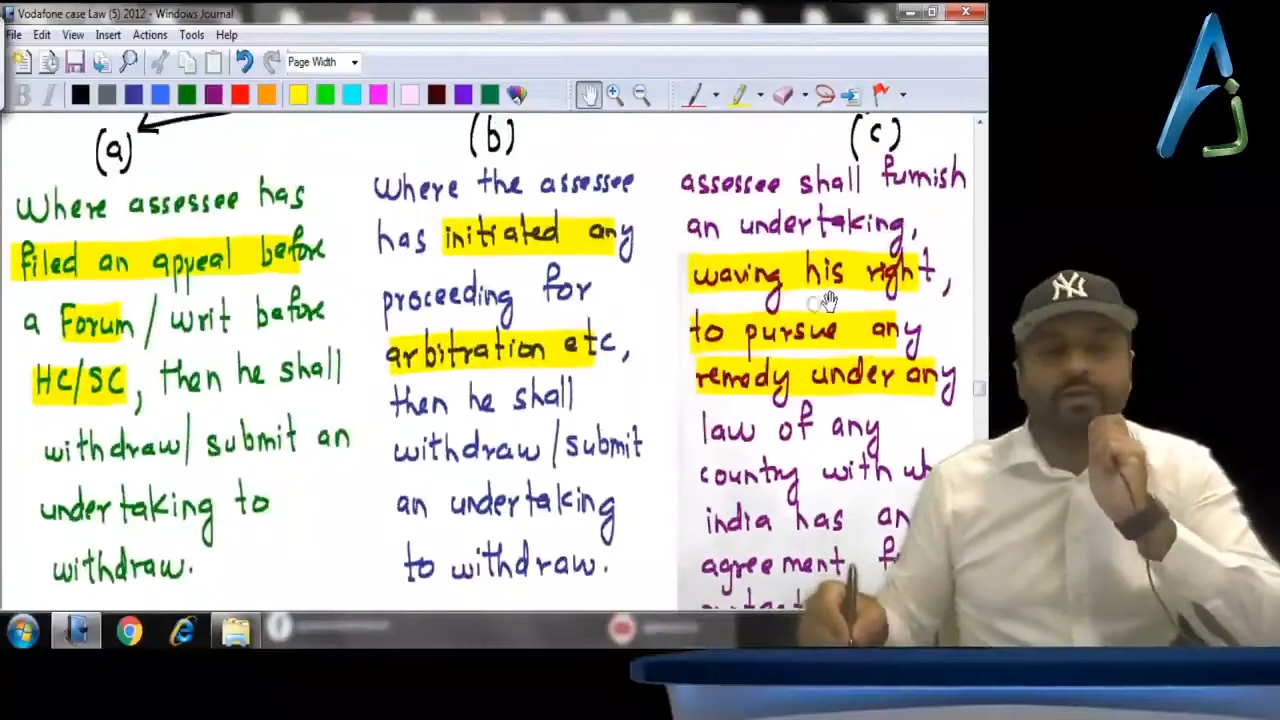 Vodafone case Law (5) 2012 - Windows Journal
File Edit View Insert Actions Tools Help
Page Width
B I
(a)
Where assessee has
filed an appeal before
a Forum / writ before
HC/SC, then he shall
withdraw/ submit an
undertaking to
withdraw.
(b)
Where the assessee
has initiated any
proceeding for
arbitration etc,
then he shall
withdraw/submit
an undertaking
to withdraw.
(c)
assessee shall furnish
an undertaking,
waving his right,
to pursue any
remedy under any
law of any
country with
india has
agreement
NY
AJ